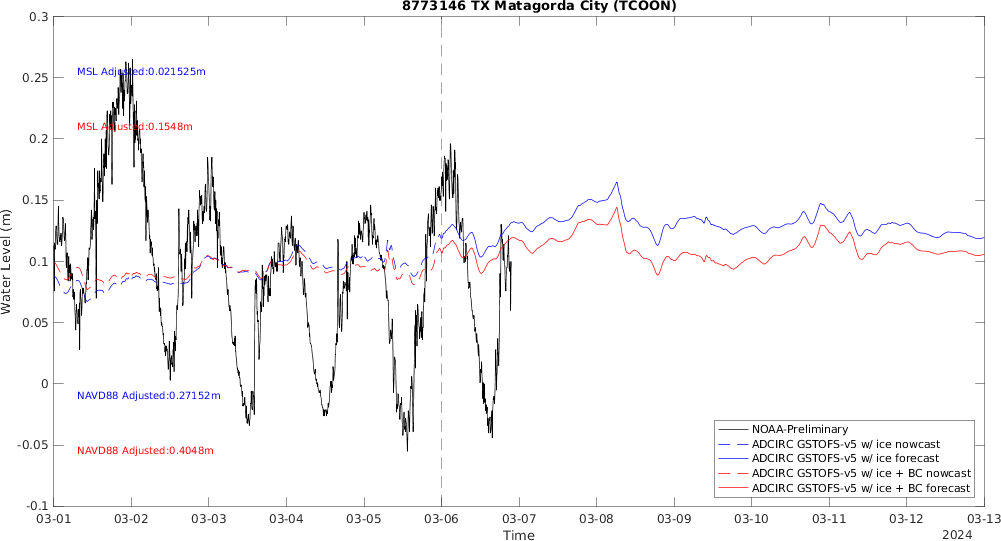 8773146 TX Matagorda City (TCOON)
0.3
0.25
0.2
0.15
0.1
0.05
0
-0.05
-0.1
Water Level (m)
MSL Adjusted:0.021525m
MSL Adjusted:0.1548m
NAVD88 Adjusted:0.27152m
NAVD88 Adjusted:0.4048m
NOAA-Preliminary
ADCIRC GSTOFS-v5 w/ ice nowcast
ADCIRC GSTOFS-v5 w/ ice forecast
ADCIRC GSTOFS-v5 w/ ice + BC nowcast
ADCIRC GSTOFS-v5 w/ ice + BC forecast
03-01 03-02 03-03 03-04 03-05 03-06 03-07 03-08 03-09 03-10 03-11 03-12 03-13
Time
2024